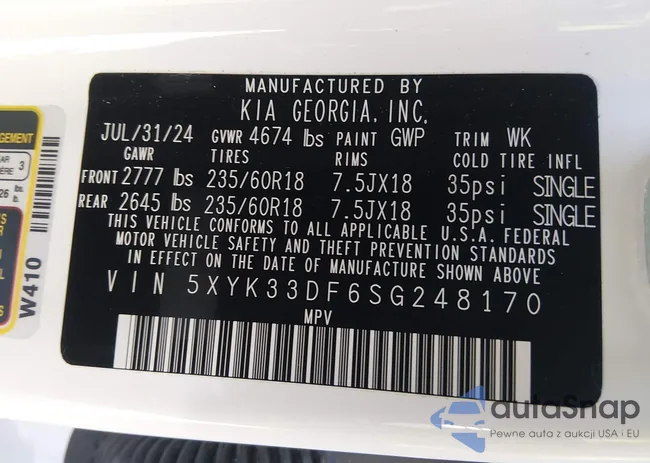 MANUFACTURED BY
KIA GEORGIA, INC.
JUL/31/24 GVWR 4674 lbs PAINT GWP TRIM WK
GAWR TIRES RIMS COLD TIRE INFL
FRONT 2777 lbs 235/60R18 7.5JX18 35psi SINGLE
REAR 2645 lbs 235/60R18 7.5JX18 35psi SINGLE
THIS VEHICLE CONFORMS TO ALL APPLICABLE U.S.A. FEDERAL
MOTOR VEHICLE SAFETY AND THEFT PREVENTION STANDARDS
IN EFFECT ON THE DATE OF MANUFACTURE SHOWN ABOVE
VIN 5XYK33DF6SG248170
MPV
W410
3
autaSnap
Pewne auta z aukcji USA i EU